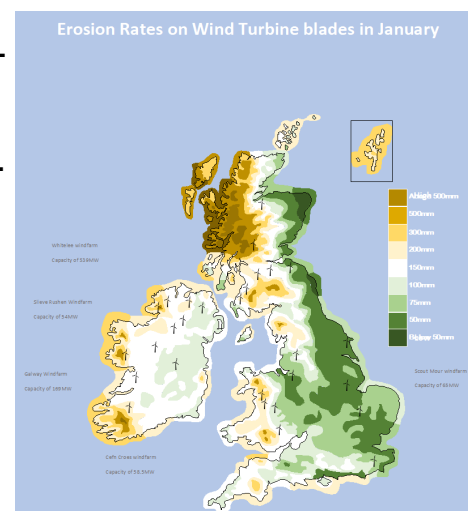 Erosion Rates on Wind Turbine blades in January
500mm
300mm
200mm
150mm
100mm
75mm
50mm
50mm
Whitelee windfarm
Capacity of 539MW
Slieve Rushen Windfarm
Capacity of 54MW
Galway Windfarm
Capacity of 169MW
Scout Moor windfarm
Capacity of 65MW
Cefn Croes windfarm
Capacity of 58.5MW